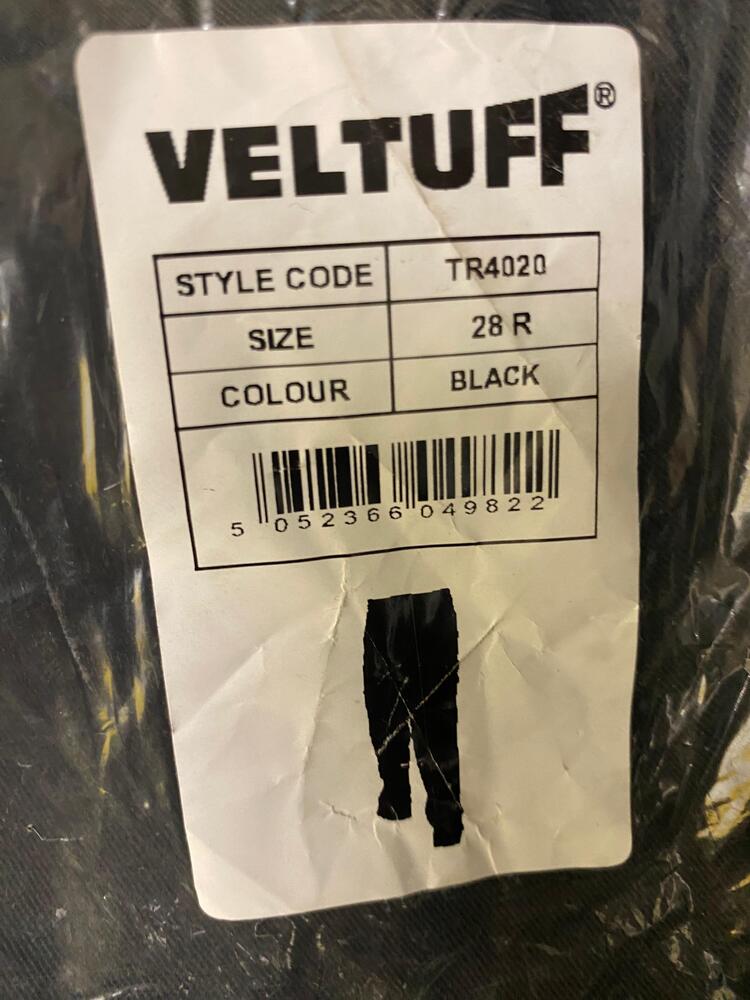 VELTUFF®
STYLE CODE TR4020
SIZE 28 R
COLOUR BLACK
5 052366 049822